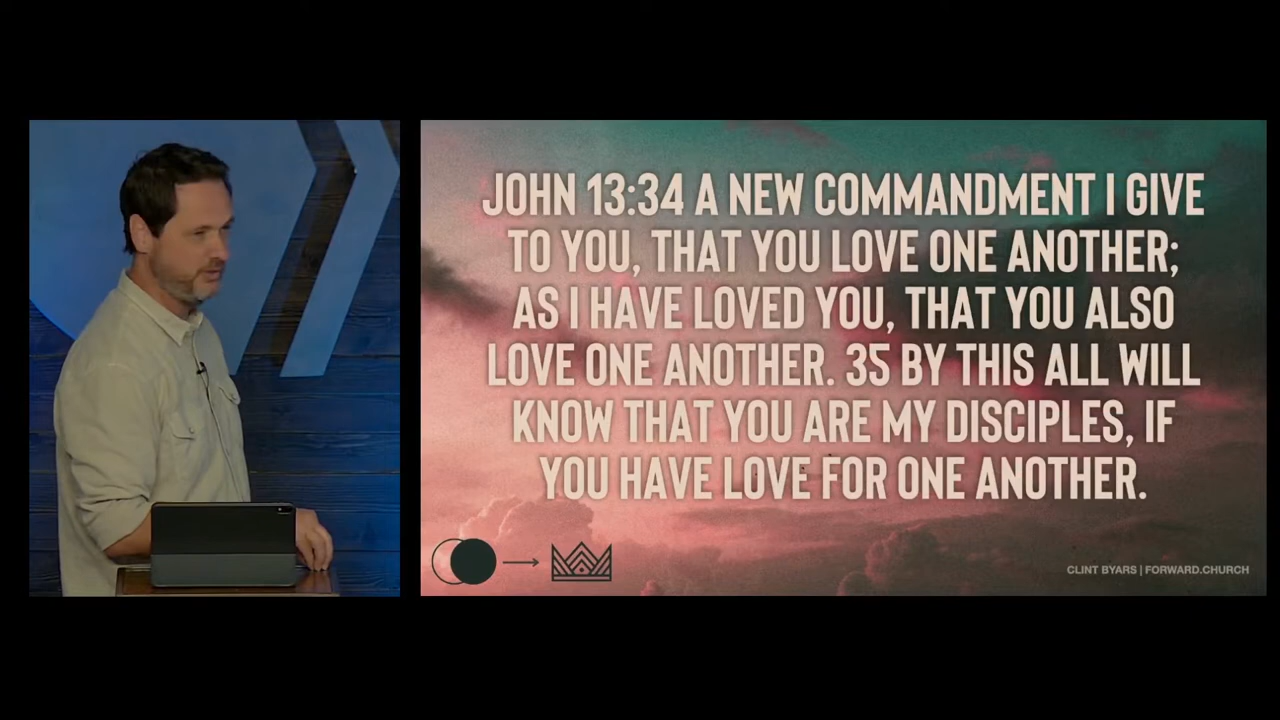 JOHN 13:34 A NEW COMMANDMENT I GIVE
TO YOU, THAT YOU LOVE ONE ANOTHER;
AS I HAVE LOVED YOU, THAT YOU ALSO
LOVE ONE ANOTHER. 35 BY THIS ALL WILL
KNOW THAT YOU ARE MY DISCIPLES, IF
YOU HAVE LOVE FOR ONE ANOTHER.
CLINT BYARS | FORWARD.CHURCH